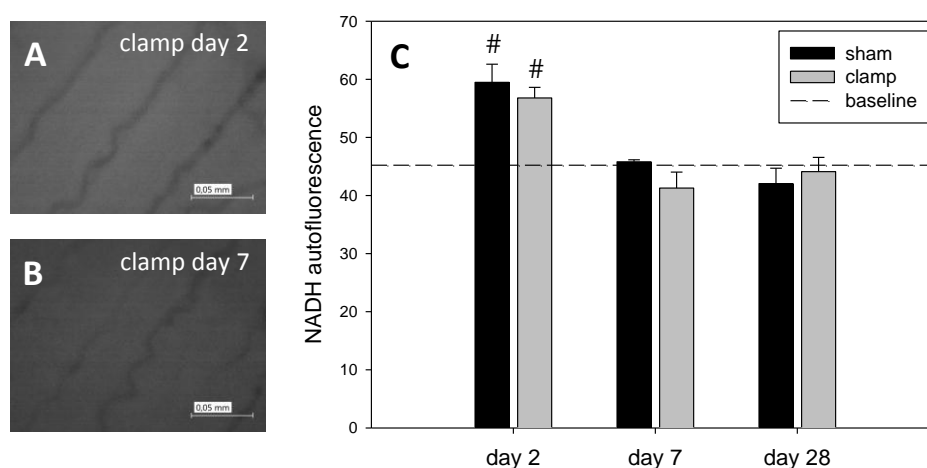 A
clamp day 2
0,05 mm
B
clamp day 7
0,05 mm
C
sham
clamp
baseline
NADH autofluorescence
70
60
50
40
30
20
10
0
# #
day 2 day 7 day 28